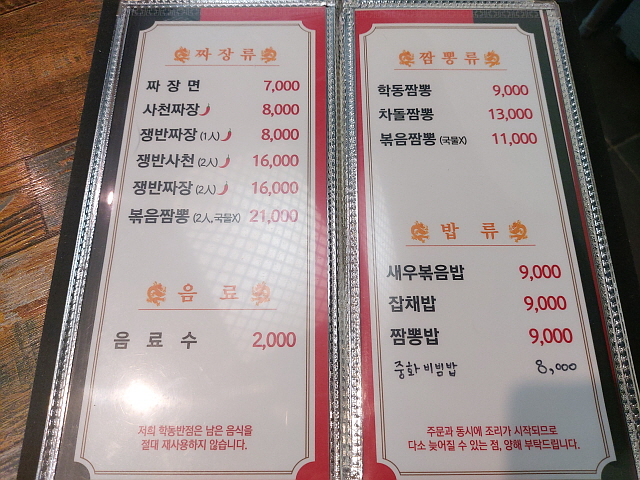 짜장류
짜장면 7,000
사천짜장 8,000
쟁반짜장 (1人) 8,000
쟁반사천 (2人) 16,000
쟁반짜장 (2人) 16,000
볶음짬뽕 (2人,국물X) 21,000
음료
음료수 2,000
저희 학동반점은 남은 음식을
절대 재사용하지 않습니다.
짬뽕류
학동짬뽕 9,000
차돌짬뽕 13,000
볶음짬뽕 (국물X) 11,000
밥류
새우볶음밥 9,000
잡채밥 9,000
짬뽕밥 9,000
중화비빔밥 8,000
주문과 동시에 조리가 시작되므로
다소 늦어질 수 있는 점, 양해 부탁드립니다.